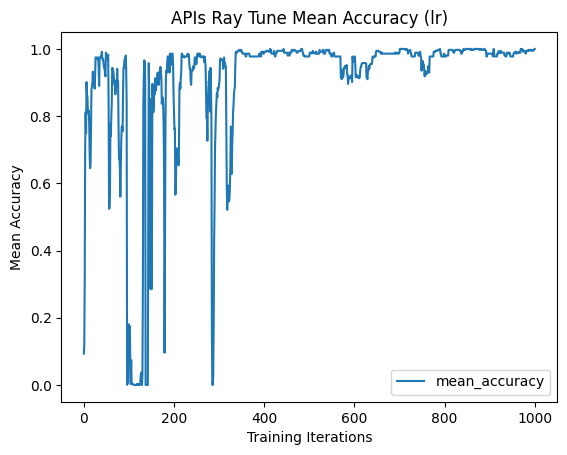 APIs Ray Tune Mean Accuracy (lr)
Mean Accuracy
1.0
0.8
0.6
0.4
0.2
0.0
mean_accuracy
0 200 400 600 800 1000
Training Iterations